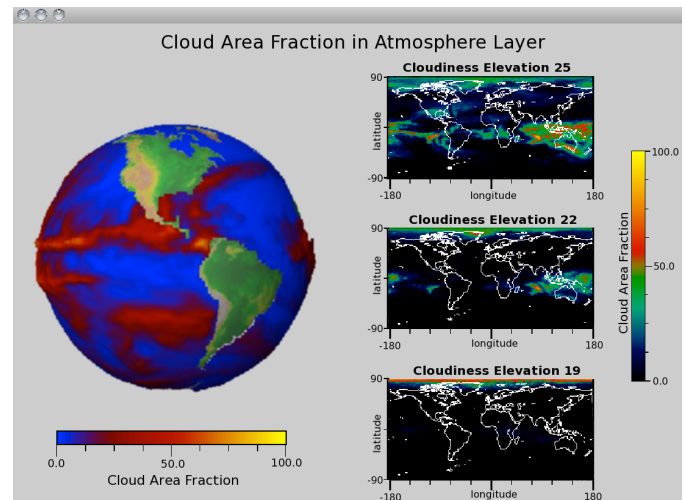 Cloud Area Fraction in Atmosphere Layer
Cloudiness Elevation 25
90
latitude
-90
-180
longitude
180
Cloudiness Elevation 22
90
latitude
-90
-180
longitude
180
Cloudiness Elevation 19
90
latitude
-90
-180
longitude
180
100.0
50.0
0.0
Cloud Area Fraction
0.0
50.0
100.0
Cloud Area Fraction